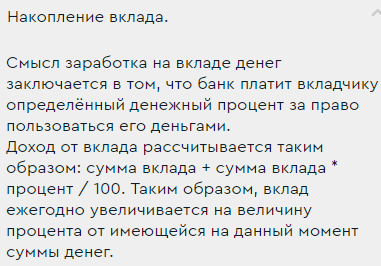 Накопление вклада.
Смысл заработка на вкладе денег
заключается в том, что банк платит вкладчику
определённый денежный процент за право
пользоваться его деньгами.
Доход от вклада рассчитывается таким
образом: сумма вклада + сумма вклада *
процент / 100. Таким образом, вклад
ежегодно увеличивается на величину
процента от имеющейся на данный момент
суммы денег.